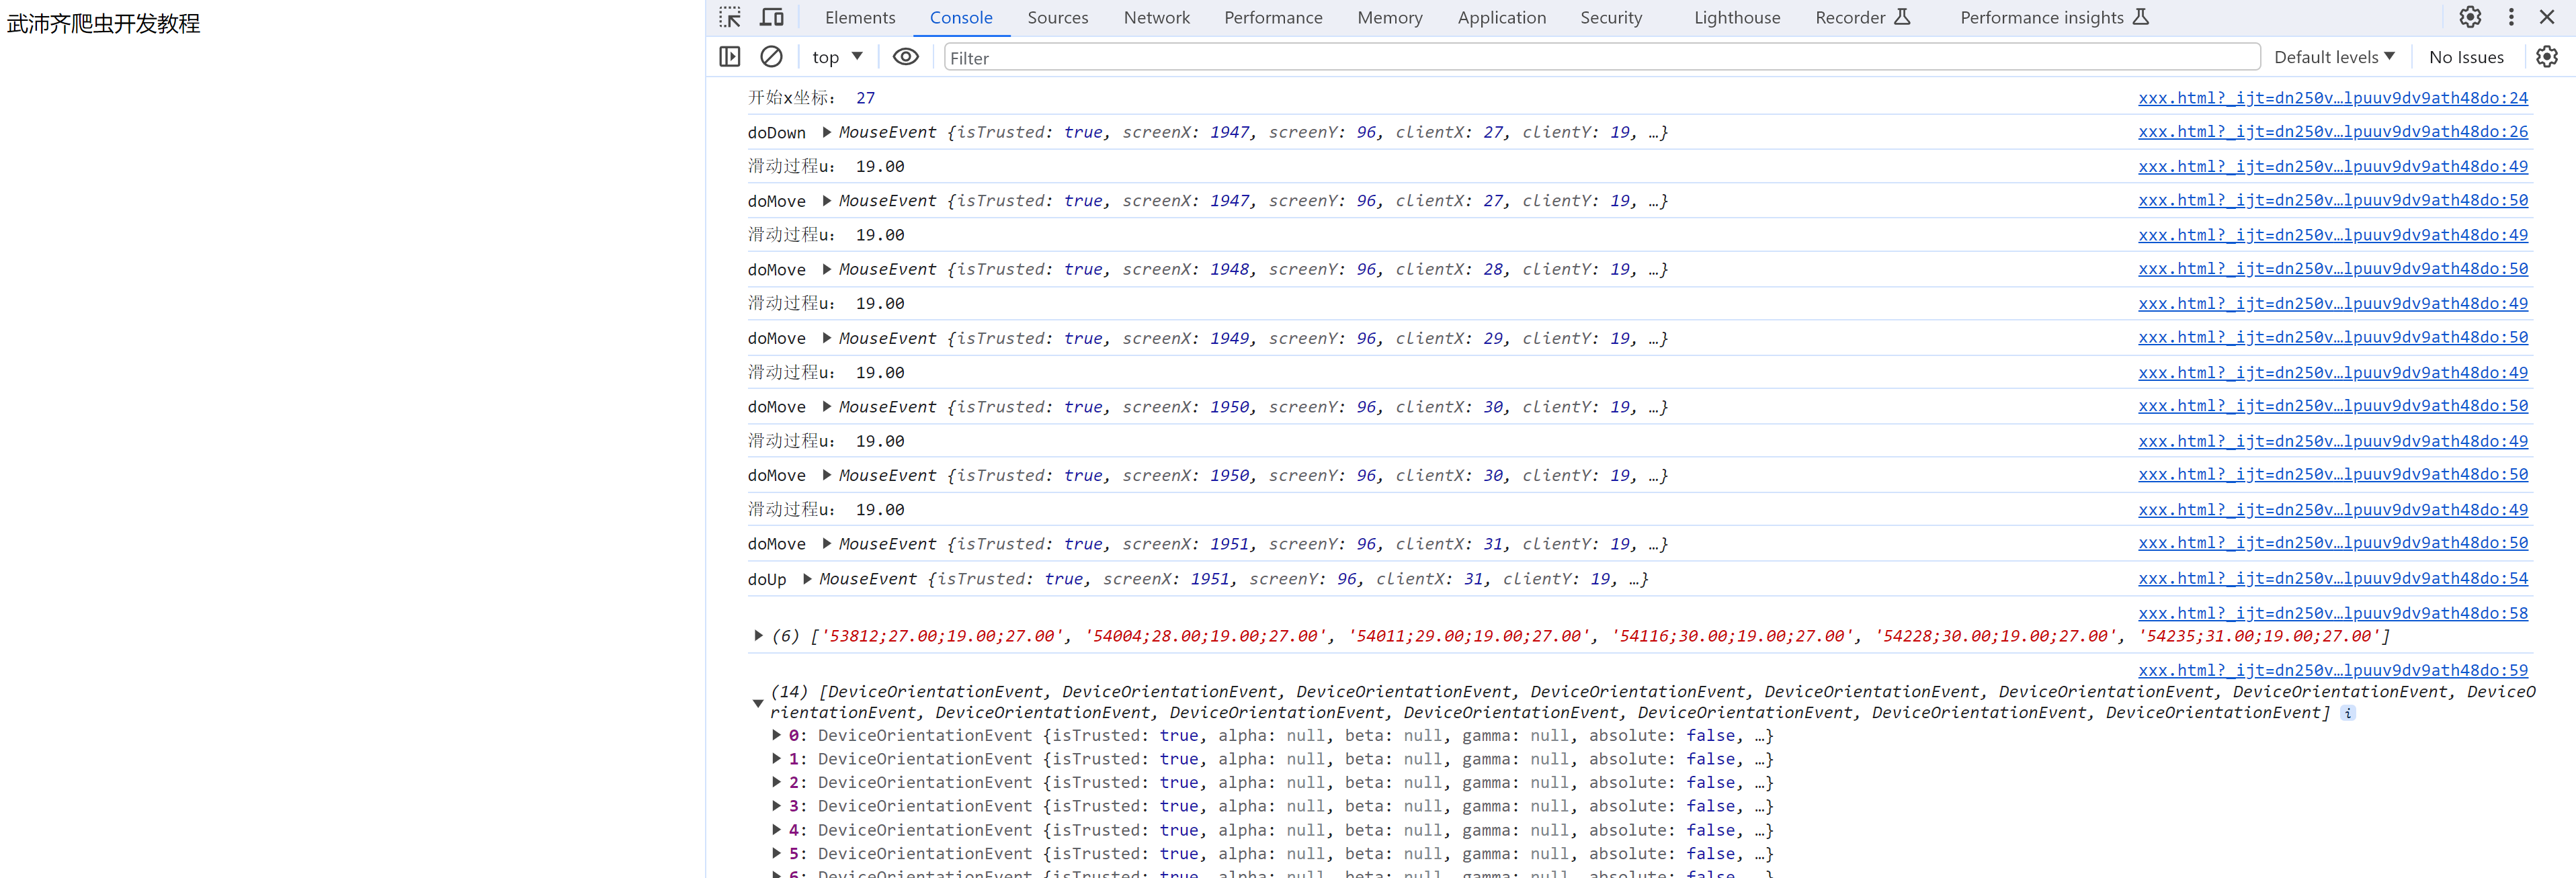 武沛齐爬虫开发教程
Elements Console Sources Network Performance Memory Application Security Lighthouse Recorder Performance insights
top Filter Default levels No Issues
开始x坐标： 27 xxx.html?_ijt=dn250v…lpuuv9dv9ath48do:24
doDown MouseEvent {isTrusted: true, screenX: 1947, screenY: 96, clientX: 27, clientY: 19, …} xxx.html?_ijt=dn250v…lpuuv9dv9ath48do:26
滑动过程u： 19.00 xxx.html?_ijt=dn250v…lpuuv9dv9ath48do:49
doMove MouseEvent {isTrusted: true, screenX: 1947, screenY: 96, clientX: 27, clientY: 19, …} xxx.html?_ijt=dn250v…lpuuv9dv9ath48do:50
滑动过程u： 19.00 xxx.html?_ijt=dn250v…lpuuv9dv9ath48do:49
doMove MouseEvent {isTrusted: true, screenX: 1948, screenY: 96, clientX: 28, clientY: 19, …} xxx.html?_ijt=dn250v…lpuuv9dv9ath48do:50
滑动过程u： 19.00 xxx.html?_ijt=dn250v…lpuuv9dv9ath48do:49
doMove MouseEvent {isTrusted: true, screenX: 1949, screenY: 96, clientX: 29, clientY: 19, …} xxx.html?_ijt=dn250v…lpuuv9dv9ath48do:50
滑动过程u： 19.00 xxx.html?_ijt=dn250v…lpuuv9dv9ath48do:49
doMove MouseEvent {isTrusted: true, screenX: 1950, screenY: 96, clientX: 30, clientY: 19, …} xxx.html?_ijt=dn250v…lpuuv9dv9ath48do:50
滑动过程u： 19.00 xxx.html?_ijt=dn250v…lpuuv9dv9ath48do:49
doMove MouseEvent {isTrusted: true, screenX: 1950, screenY: 96, clientX: 30, clientY: 19, …} xxx.html?_ijt=dn250v…lpuuv9dv9ath48do:50
滑动过程u： 19.00 xxx.html?_ijt=dn250v…lpuuv9dv9ath48do:49
doMove MouseEvent {isTrusted: true, screenX: 1951, screenY: 96, clientX: 31, clientY: 19, …} xxx.html?_ijt=dn250v…lpuuv9dv9ath48do:50
doUp MouseEvent {isTrusted: true, screenX: 1951, screenY: 96, clientX: 31, clientY: 19, …} xxx.html?_ijt=dn250v…lpuuv9dv9ath48do:54
xxx.html?_ijt=dn250v…lpuuv9dv9ath48do:58
(6) ['53812;27.00;19.00;27.00', '54004;28.00;19.00;27.00', '54011;29.00;19.00;27.00', '54116;30.00;19.00;27.00', '54228;30.00;19.00;27.00', '54235;31.00;19.00;27.00']
xxx.html?_ijt=dn250v…lpuuv9dv9ath48do:59
(14) [DeviceOrientationEvent, DeviceOrientationEvent, DeviceOrientationEvent, DeviceOrientationEvent, DeviceOrientationEvent, DeviceOrientationEvent, DeviceOrientationEvent, DeviceO
rientationEvent, DeviceOrientationEvent, DeviceOrientationEvent, DeviceOrientationEvent, DeviceOrientationEvent, DeviceOrientationEvent, DeviceOrientationEvent] i
0: DeviceOrientationEvent {isTrusted: true, alpha: null, beta: null, gamma: null, absolute: false, …}
1: DeviceOrientationEvent {isTrusted: true, alpha: null, beta: null, gamma: null, absolute: false, …}
2: DeviceOrientationEvent {isTrusted: true, alpha: null, beta: null, gamma: null, absolute: false, …}
3: DeviceOrientationEvent {isTrusted: true, alpha: null, beta: null, gamma: null, absolute: false, …}
4: DeviceOrientationEvent {isTrusted: true, alpha: null, beta: null, gamma: null, absolute: false, …}
5: DeviceOrientationEvent {isTrusted: true, alpha: null, beta: null, gamma: null, absolute: false, …}
6: DeviceOrientationEvent {isTrusted: true, alpha: null, beta: null, gamma: null, absolute: false, …}